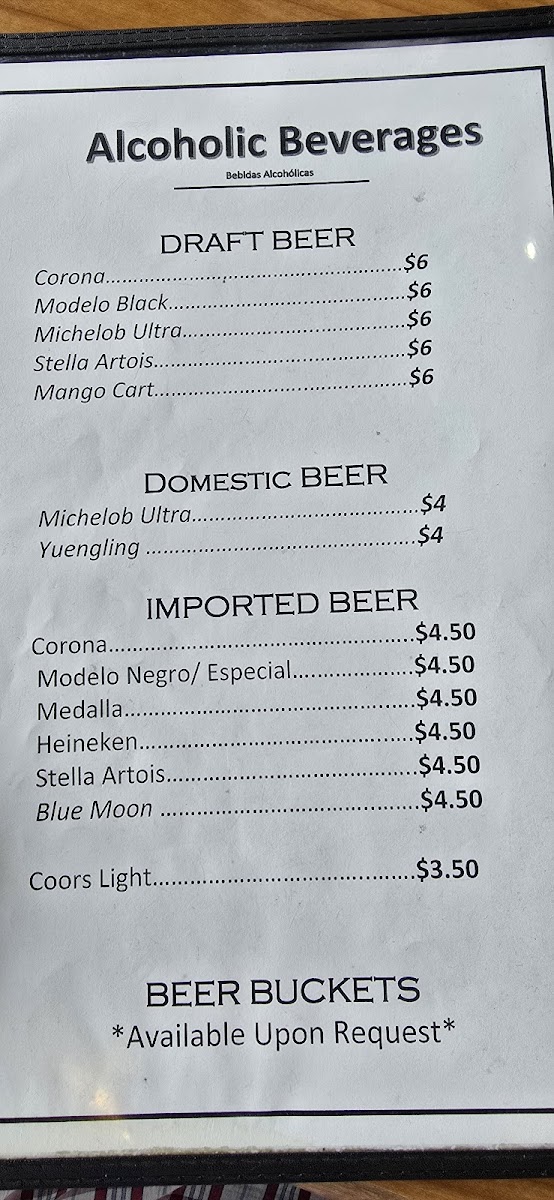 Alcoholic Beverages
Bebidas Alcohólicas
DRAFT BEER
Corona....................................................$6
Modelo Black..........................................$6
Michelob Ultra........................................$6
Stella Artois.............................................$6
Mango Cart.............................................$6
DOMESTIC BEER
Michelob Ultra........................................$4
Yuengling ................................................$4
IMPORTED BEER
Corona.............................................$4.50
Modelo Negro/ Especial....................$4.50
Medalla............................................$4.50
Heineken..........................................$4.50
Stella Artois......................................$4.50
Blue Moon .......................................$4.50
Coors Light.......................................$3.50
BEER BUCKETS
*Available Upon Request*